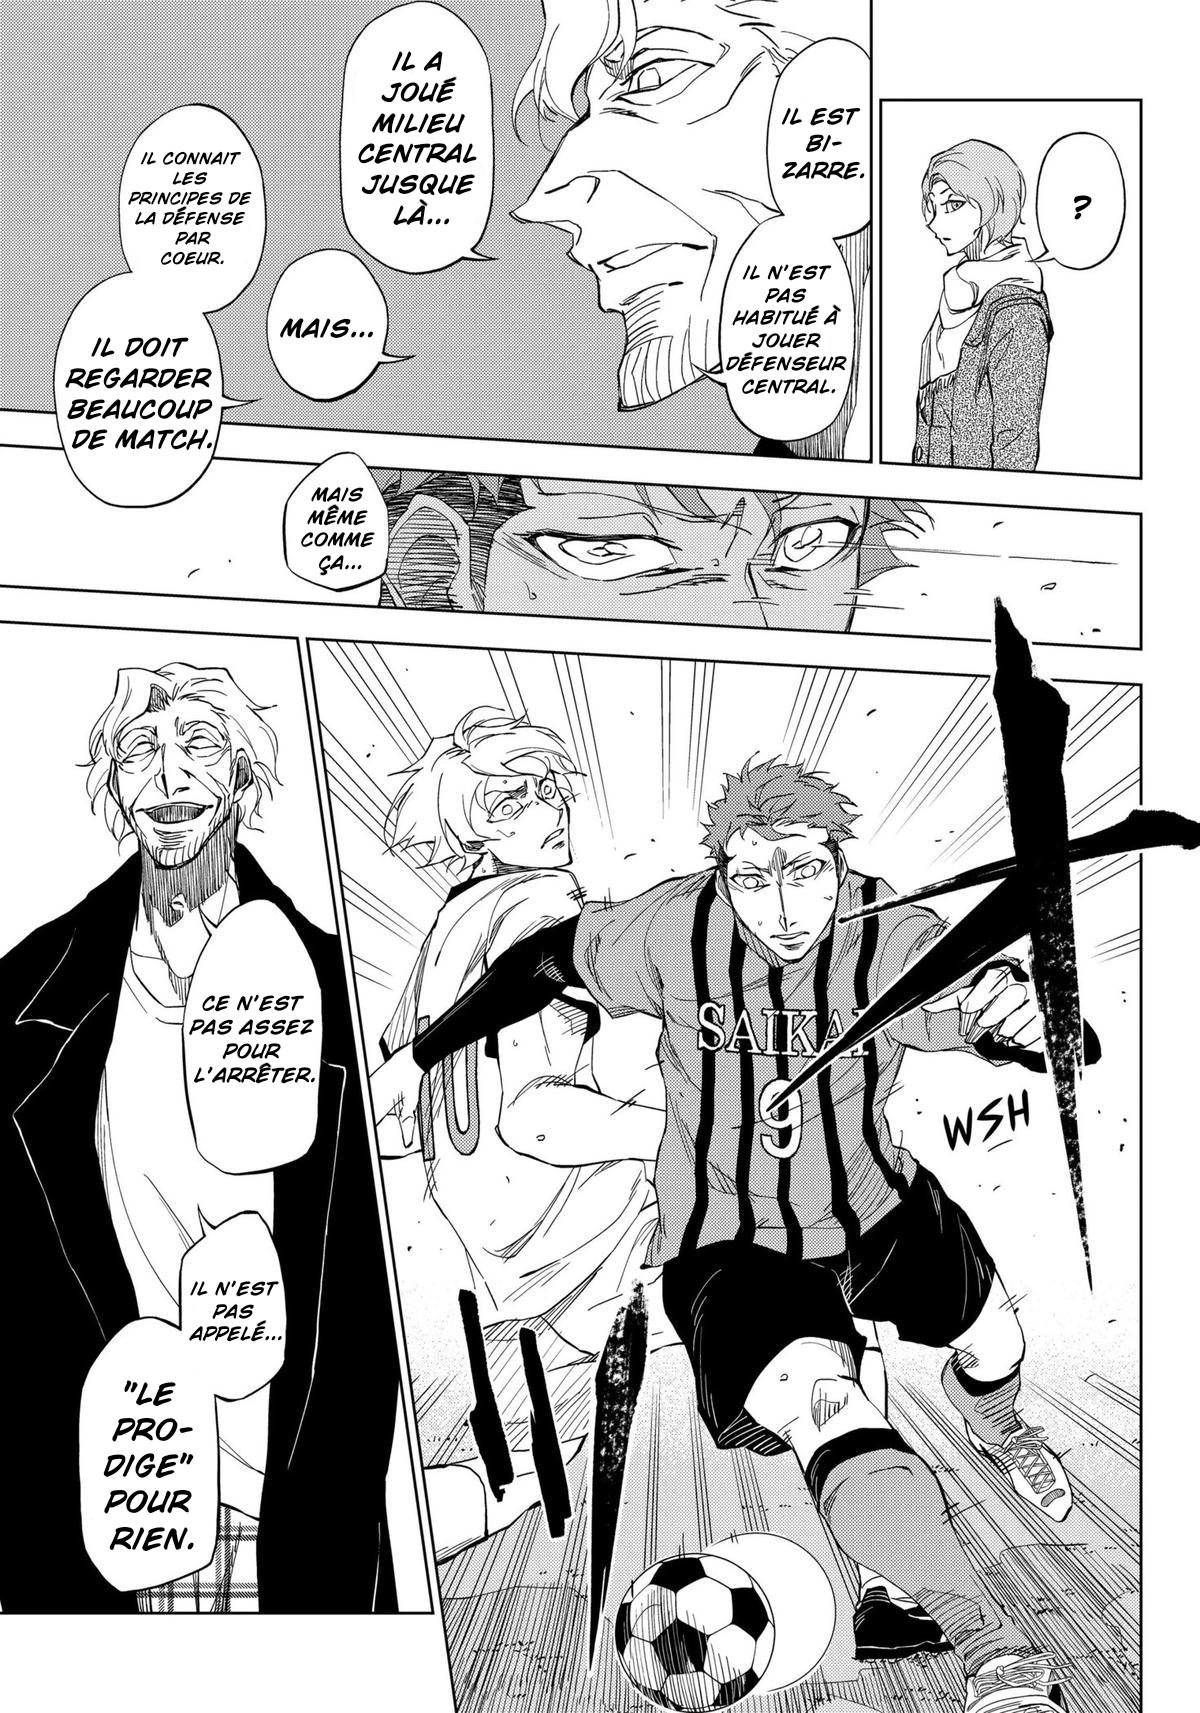 ?
IL EST
BI-
ZARRE.
IL N'EST
PAS
HABITUÉ À
JOUER
DÉFENSEUR
CENTRAL.
IL A
JOUÉ
MILIEU
CENTRAL
JUSQUE
LÀ...
MAIS...
IL CONNAIT
LES
PRINCIPES DE
LA DÉFENSE
PAR
COEUR.
IL DOIT
REGARDER
BEAUCOUP
DE MATCH.
MAIS
MÊME
COMME
ÇA...
SAIKAI
9
10
WSH
CE N'EST
PAS ASSEZ
POUR
L'ARRÊTER.
IL N'EST
PAS
APPELÉ...
"LE
PRO-
DIGE"
POUR
RIEN.